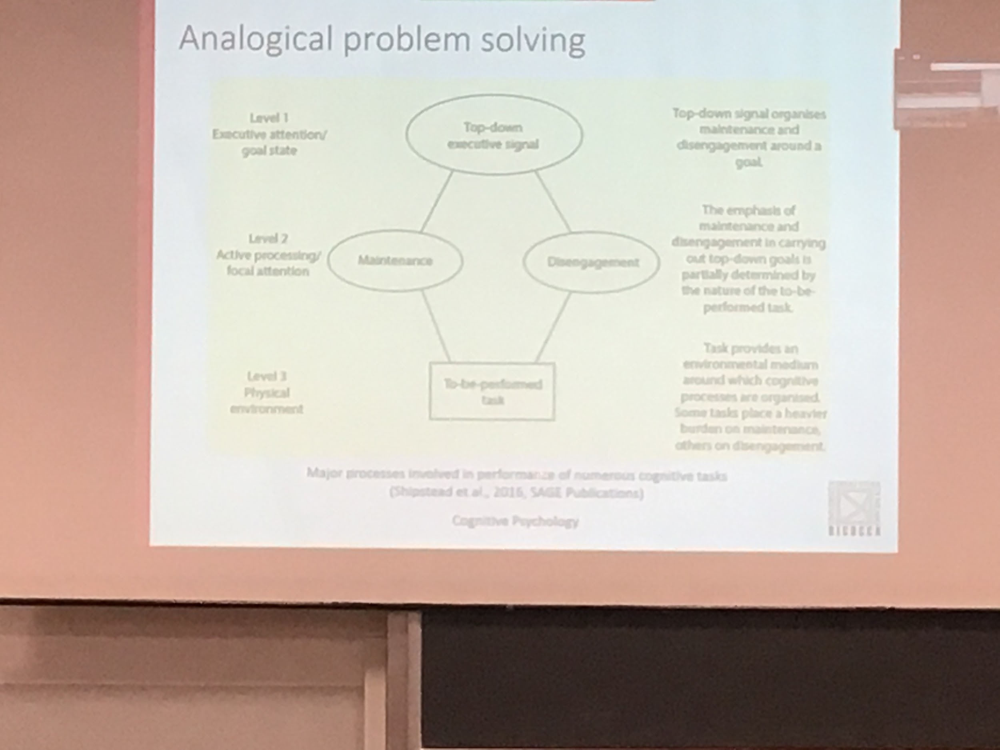 Analogical problem solving
Level 1
Executive attention/
goal state
Top-down
executive signal
Top-down signal organises
maintenance and
disengagement around a
goal.
Level 2
Active processing/
focal attention
Maintenance
Disengagement
The emphasis of
maintenance and
disengagement in carrying
out top-down goals is
partially determined by
the nature of the to-be-
performed task.
Level 3
Physical
environment
To-be-performed
task
Task provides an
environmental medium
around which cognitive
processes are organised.
Some tasks place a heavier
burden on maintenance,
others on disengagement.
Major processes involved in performance of numerous cognitive tasks
(Shipstead et al., 2016, SAGE Publications)
Cognitive Psychology
BICOCCA